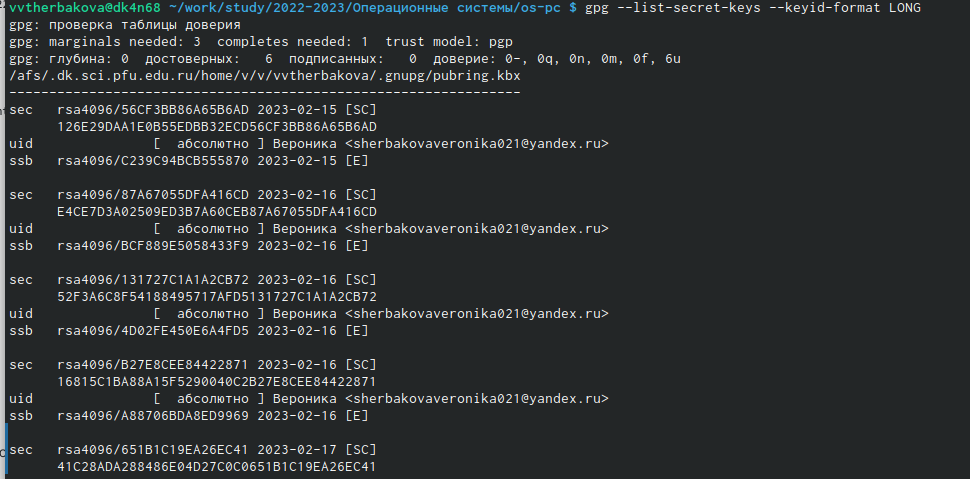 vvtherbakova@dk4n68 ~/work/study/2022-2023/Операционные системы/os-pc $ gpg --list-secret-keys --keyid-format LONG
gpg: проверка таблицы доверия
gpg: marginals needed: 3  completes needed: 1  trust model: pgp
gpg: глубина: 0  достоверных:   6  подписанных:   0  доверие: 0-, 0q, 0n, 0m, 0f, 6u
/afs/.dk.sci.pfu.edu.ru/home/v/v/vvtherbakova/.gnupg/pubring.kbx
----------------------------------------------------------------
sec   rsa4096/56CF3BB86A65B6AD 2023-02-15 [SC]
      126E29DAA1E0B55EDBB32ECD56CF3BB86A65B6AD
uid               [  абсолютно ] Вероника <sherbakovaveronika021@yandex.ru>
ssb   rsa4096/C239C94BCB555870 2023-02-15 [E]

sec   rsa4096/87A67055DFA416CD 2023-02-16 [SC]
      E4CE7D3A02509ED3B7A60CEB87A67055DFA416CD
uid               [  абсолютно ] Вероника <sherbakovaveronika021@yandex.ru>
ssb   rsa4096/BCF889E5058433F9 2023-02-16 [E]

sec   rsa4096/131727C1A1A2CB72 2023-02-16 [SC]
      52F3A6C8F54188495717AFD5131727C1A1A2CB72
uid               [  абсолютно ] Вероника <sherbakovaveronika021@yandex.ru>
ssb   rsa4096/4D02FE450E6A4FD5 2023-02-16 [E]

sec   rsa4096/B27E8CEE84422871 2023-02-16 [SC]
      16815C1BA88A15F5290040C2B27E8CEE84422871
uid               [  абсолютно ] Вероника <sherbakovaveronika021@yandex.ru>
ssb   rsa4096/A88706BDA8ED9969 2023-02-16 [E]

sec   rsa4096/651B1C19EA26EC41 2023-02-17 [SC]
      41C28ADA288486E04D27C0C0651B1C19EA26EC41